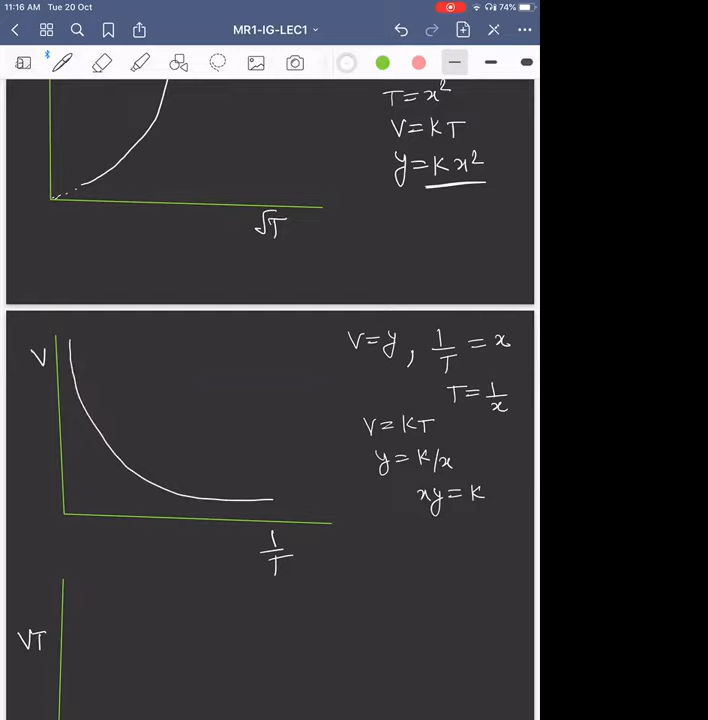 11:16 AM Tue 20 Oct 74%
MR1-IG-LEC1
T=x²
V=KT
y=Kx²
√T
V
V=y, 1/T=x
T=1/x
V=KT
y=K/x
xy=K
1/T
VT